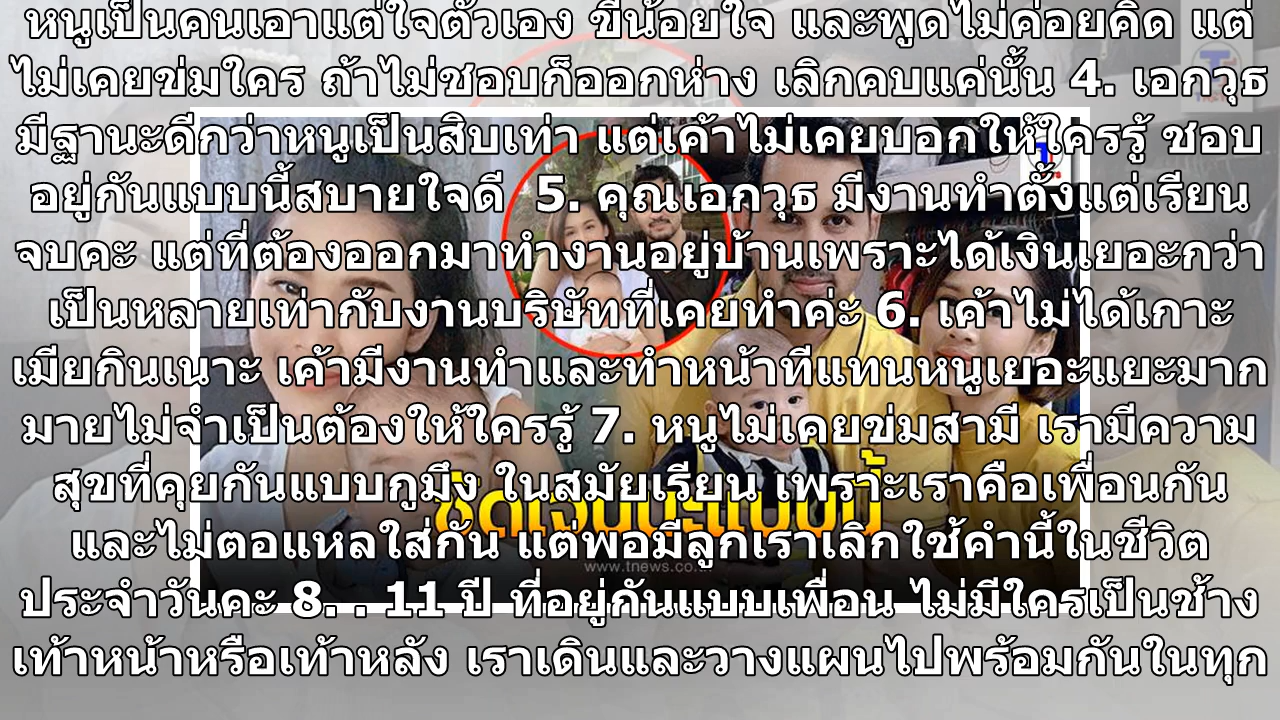 หนูเป็นคนเอาแต่ใจตัวเอง ขี้น้อยใจ และพูดไม่ค่อยคิด แต่
ไม่เคยข่มใคร ถ้าไม่ชอบก็ออกห่าง เลิกคบแค่นั้น 4. เอกวุธ
มีฐานะดีกว่าหนูเป็นสิบเท่า แต่เค้าไม่เคยบอกให้ใครรู้ ชอบ
อยู่กันแบบนี้สบายใจดี 5. คุณเอกวุธ มีงานทำตั้งแต่เรียน
จบคะ แต่ที่ต้องออกมาทำงานอยู่บ้านเพราะได้เงินเยอะกว่า
เป็นหลายเท่ากับงานบริษัทที่เคยทำค่ะ 6. เค้าไม่ได้เกาะ
เมียกินเนาะ เค้ามีงานทำและทำหน้าทีแทนหนูเยอะแยะมาก
มายไม่จำเป็นต้องให้ใครรู้ 7. หนูไม่เคยข่มสามี เรามีความ
สุขที่คุยกันแบบกูมึง ในสมัยเรียน เพราะเราคือเพื่อนกัน
ชัดเจนนะแบบนี้
และไม่ตอแหลใส่กัน แต่พอมีลูกเราเลิกใช้คำนี้ในชีวิต
www.tnews.co.th
ประจำวันคะ 8. . 11 ปี ที่อยู่กันแบบเพื่อน ไม่มีใครเป็นช้าง
เท้าหน้าหรือเท้าหลัง เราเดินและวางแผนไปพร้อมกันในทุก